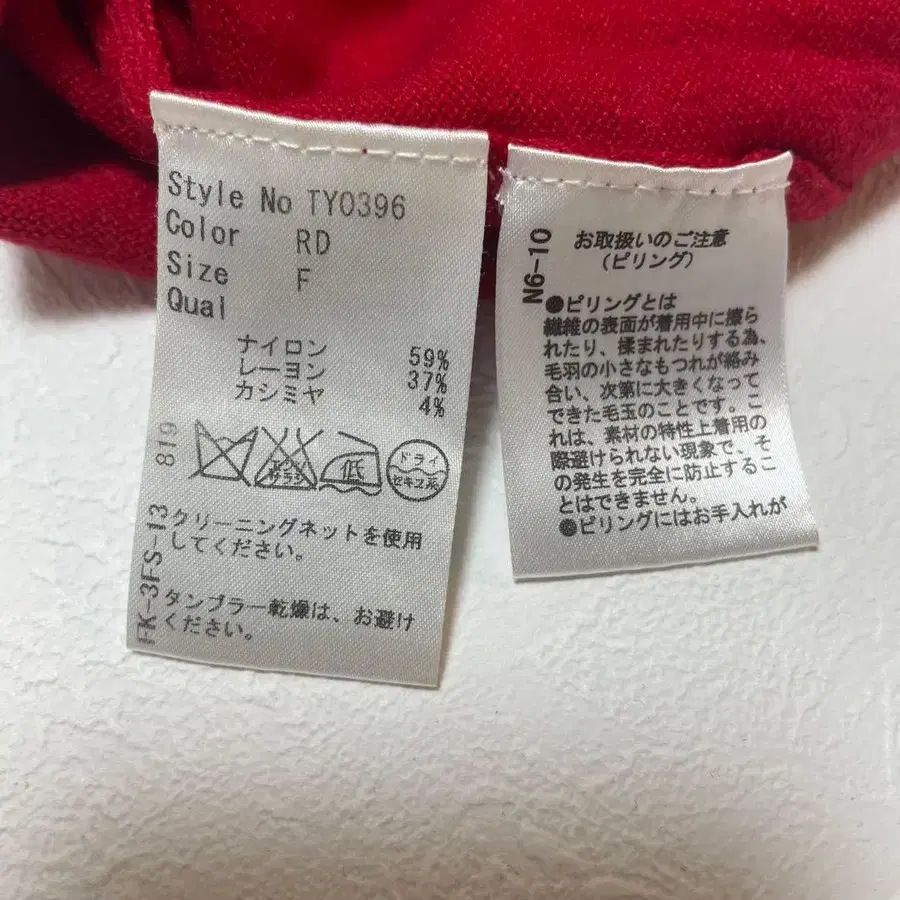 Style No TY0396
Color RD
Size F
Qual
ナイロン 59%
レーヨン 37%
カシミヤ 4%
819
エンソ
サラシ
低
ドライ
セキユ系
FK-3FS-13
クリーニングネットを使用
してください。
タンブラー乾燥は、お避け
ください。
N6-10
お取扱いのご注意
(ピリング)
●ピリングとは
繊維の表面が着用中に擦ら
れたり、揉まれたりする為、
毛羽の小さなもつれが絡み
合い、次第に大きくなって
できた毛玉のことです。こ
れは、素材の特性上着用の
際避けられない現象で、そ
の発生を完全に防止するこ
とはできません。
●ピリングにはお手入れが